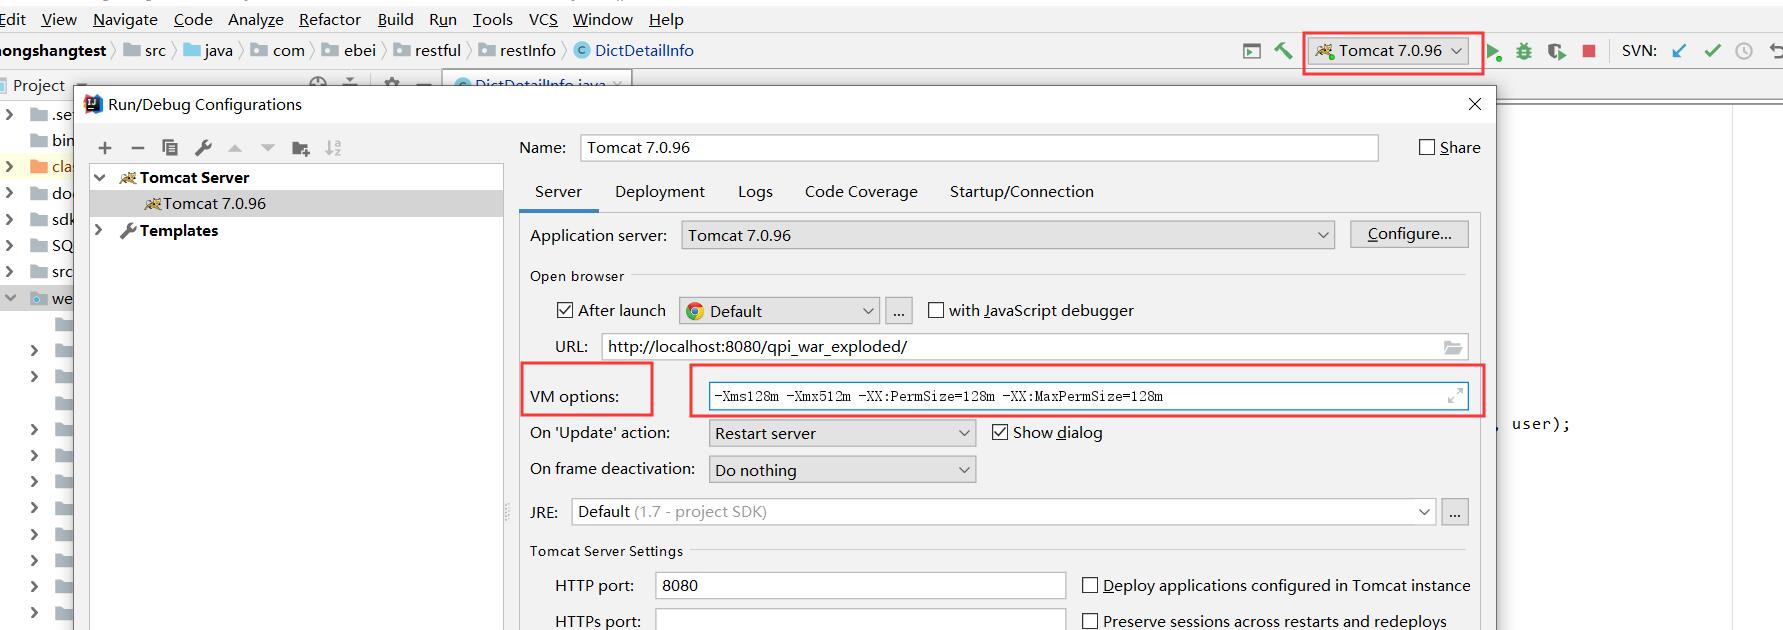 Edit View Navigate Code Analyze Refactor Build Run Tools VCS Window Help
ongshangtest src java com ebei restful restInfo DictDetailInfo Tomcat 7.0.96 SVN:
Project DictDetailInfo.java
Run/Debug Configurations
.se
bin
cla
doc
sdk
SQ
src
we
Name: Tomcat 7.0.96 Share
Tomcat Server
Tomcat 7.0.96
Templates
Server Deployment Logs Code Coverage Startup/Connection
Application server: Tomcat 7.0.96 Configure...
Open browser
After launch Default ... with JavaScript debugger
URL: http://localhost:8080/qpi_war_exploded/
VM options: -Xms128m -Xmx512m -XX:PermSize=128m -XX:MaxPermSize=128m
On 'Update' action: Restart server Show dialog
, user);
On frame deactivation: Do nothing
JRE: Default (1.7 - project SDK) ...
Tomcat Server Settings
HTTP port: 8080 Deploy applications configured in Tomcat instance
HTTPs port: Preserve sessions across restarts and redeploys